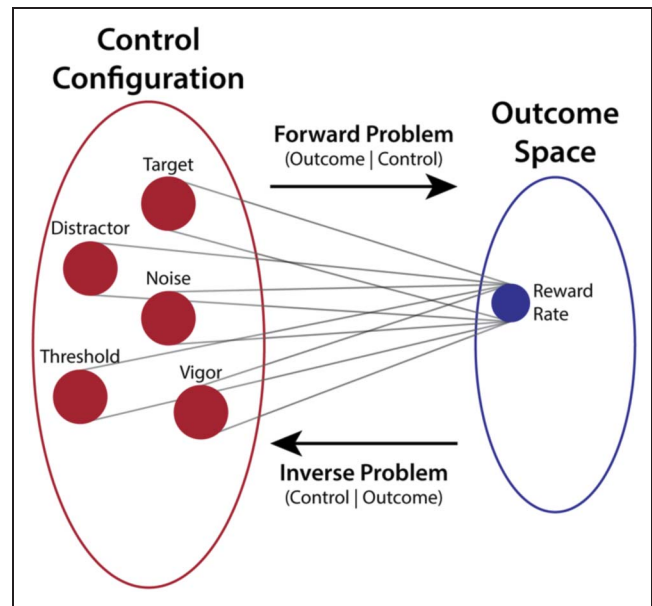 Control
Configuration
Forward Problem
(Outcome | Control)
Outcome
Space
Target
Distractor
Noise
Threshold
Vigor
Reward
Rate
Inverse Problem
(Control | Outcome)